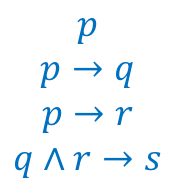 p
p → q
p → r
q ∧ r → s